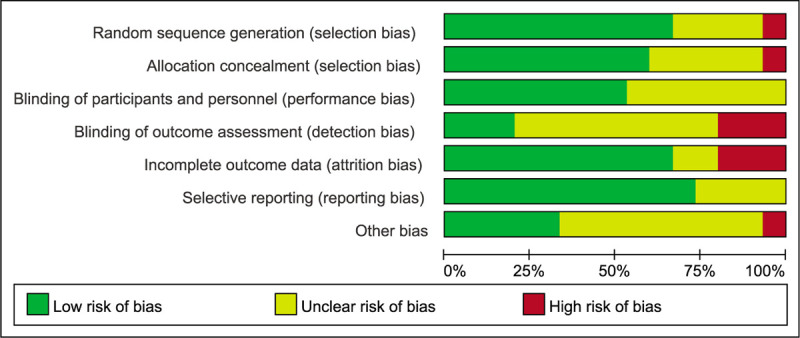 Random sequence generation (selection bias)
Allocation concealment (selection bias)
Blinding of participants and personnel (performance bias)
Blinding of outcome assessment (detection bias)
Incomplete outcome data (attrition bias)
Selective reporting (reporting bias)
Other bias
0% 25% 50% 75% 100%
Low risk of bias Unclear risk of bias High risk of bias